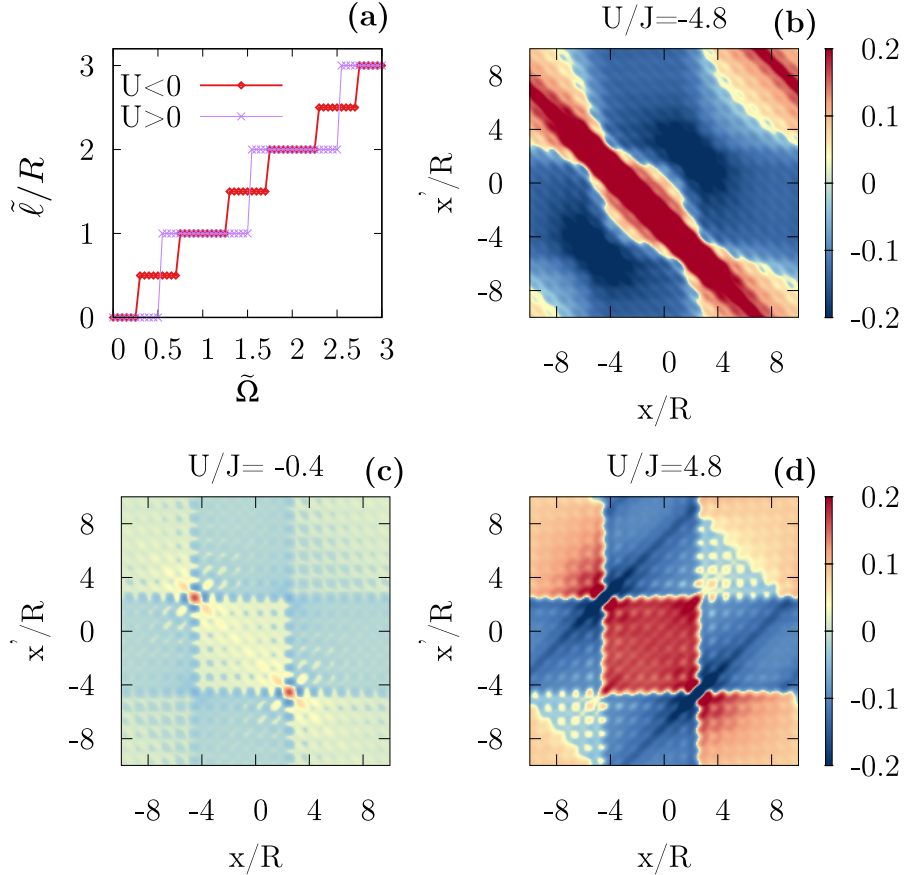 (a)
U<0
U>0
3
2
1
0
ℓ̃/R
0 0.5 1 1.5 2 2.5 3
Ω̃
U/J=-4.8 (b)
8
4
0
-4
-8
x'/R
-8 -4 0 4 8
x/R
0.2
0.1
0
-0.1
-0.2
U/J= -0.4 (c)
8
4
0
-4
-8
x'/R
-8 -4 0 4 8
x/R
U/J=4.8 (d)
8
4
0
-4
-8
x'/R
-8 -4 0 4 8
x/R
0.2
0.1
0
-0.1
-0.2